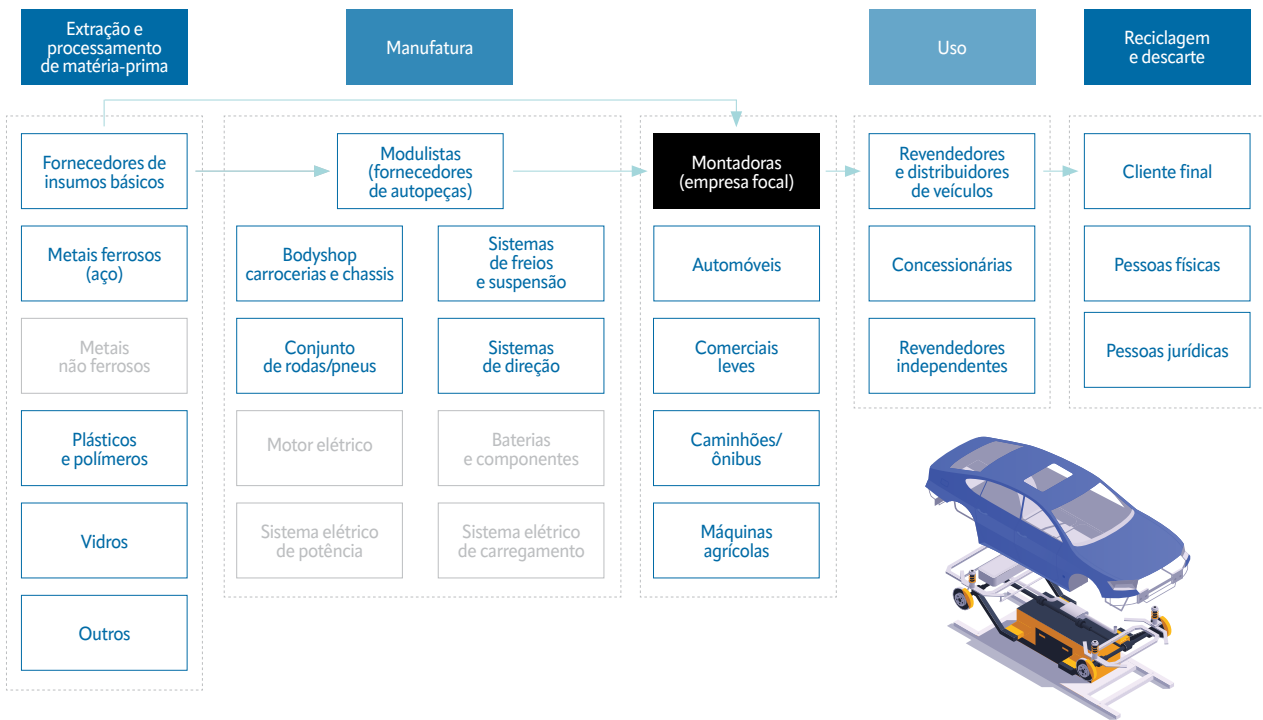 Extração e
processamento
de matéria-prima
Manufatura
Uso
Reciclagem
e descarte
Fornecedores de
insumos básicos
Metais ferrosos
(aço)
Metais
não ferrosos
Plásticos
e polímeros
Vidros
Outros
Modulistas
(fornecedores
de autopeças)
Bodyshop
carrocerias e chassis
Sistemas
de freios
e suspensão
Conjunto
de rodas/pneus
Sistemas
de direção
Motor elétrico
Baterias
e componentes
Sistema elétrico
de potência
Sistema elétrico
de carregamento
Montadoras
(empresa focal)
Automóveis
Comerciais
leves
Caminhões/
ônibus
Máquinas
agrícolas
Revendedores
e distribuidores
de veículos
Concessionárias
Revendedores
independentes
Cliente final
Pessoas físicas
Pessoas jurídicas